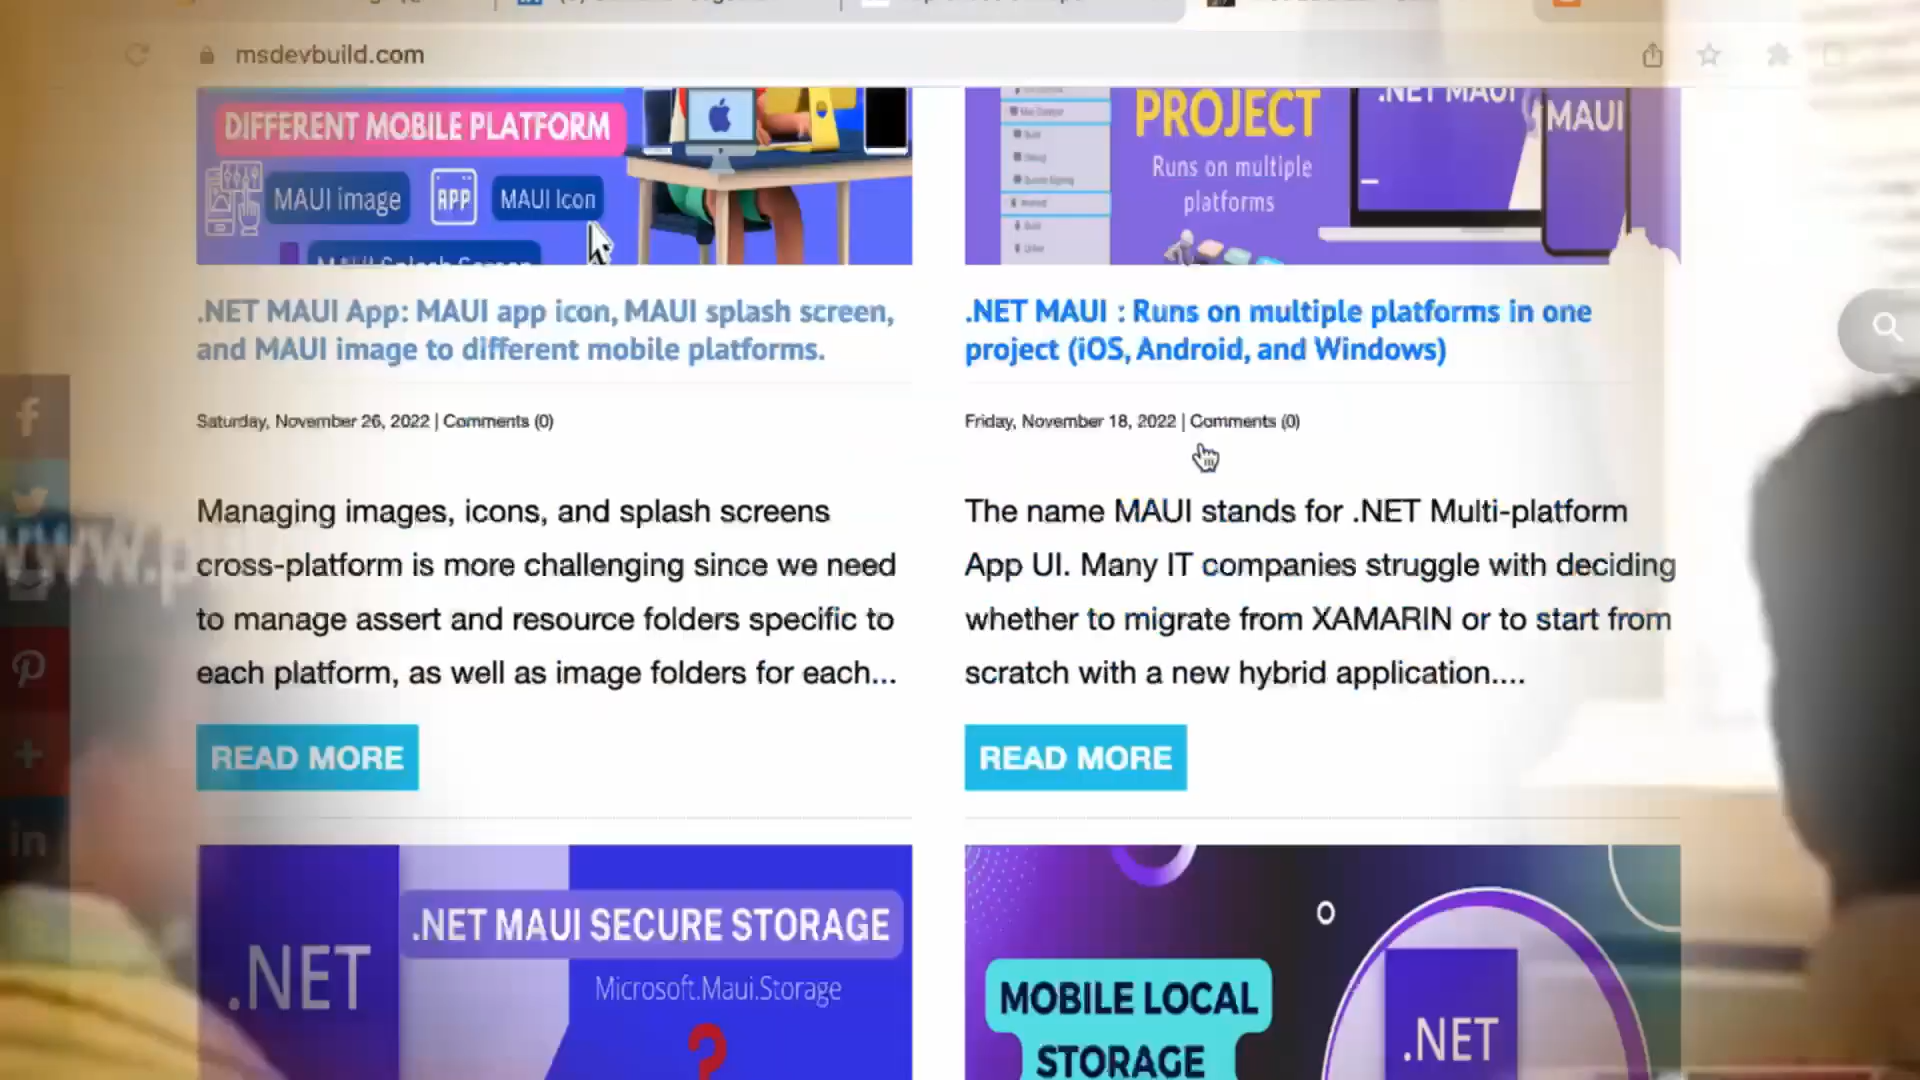 msdevbuild.com
DIFFERENT MOBILE PLATFORM
MAUI image
APP
MAUI Icon
MAUI Splash Screen
PROJECT
Runs on multiple
platforms
.NET MAUI
MAUI
.NET MAUI App: MAUI app icon, MAUI splash screen,
and MAUI image to different mobile platforms.
Saturday, November 26, 2022 | Comments (0)
Managing images, icons, and splash screens
cross-platform is more challenging since we need
to manage assert and resource folders specific to
each platform, as well as image folders for each...
READ MORE
.NET MAUI : Runs on multiple platforms in one
project (iOS, Android, and Windows)
Friday, November 18, 2022 | Comments (0)
The name MAUI stands for .NET Multi-platform
App UI. Many IT companies struggle with deciding
whether to migrate from XAMARIN or to start from
scratch with a new hybrid application....
READ MORE
www.p
.NET
.NET MAUI SECURE STORAGE
Microsoft.Maui.Storage
?
MOBILE LOCAL
STORAGE
.NET